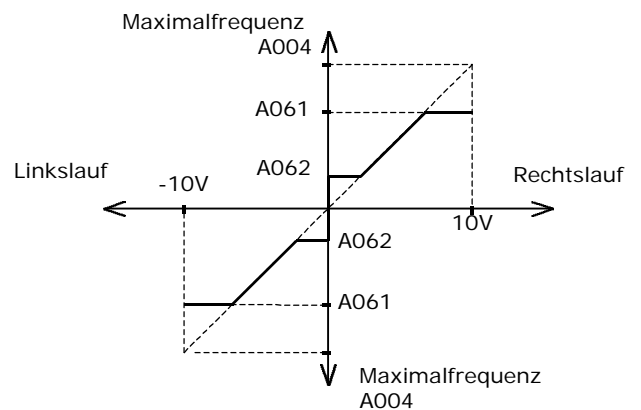 Maximalfrequenz
A004
A061
A062
Linkslauf
-10V
Rechtslauf
10V
A062
A061
Maximalfrequenz
A004